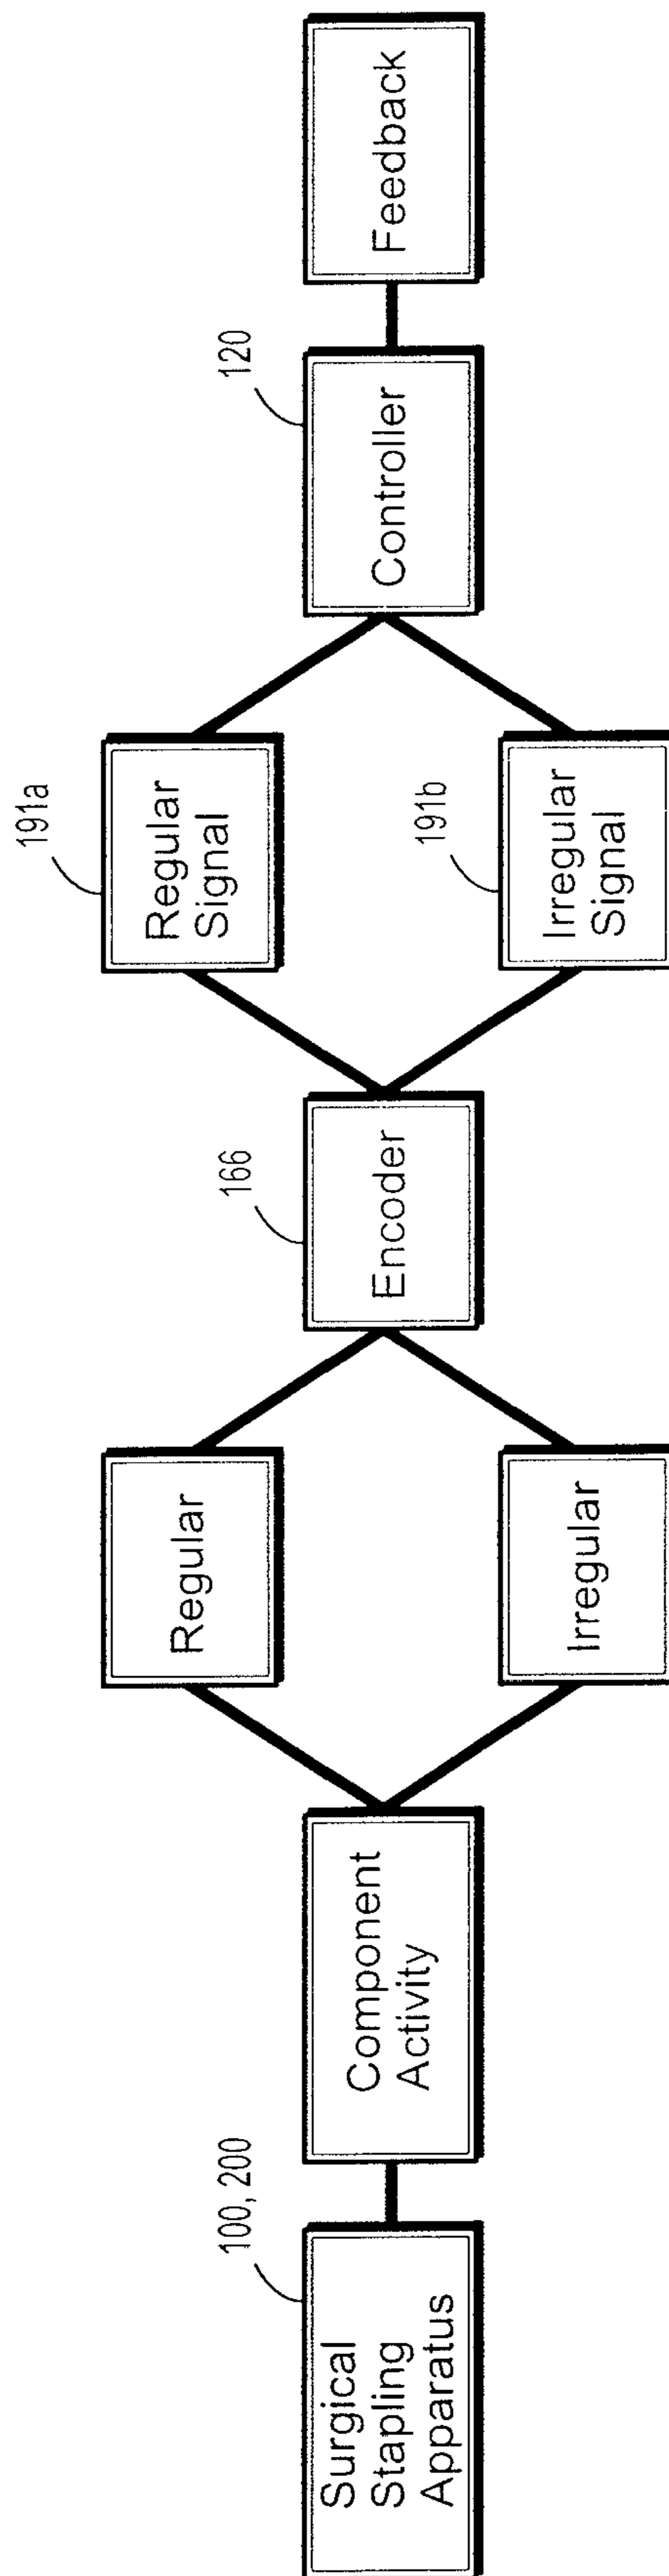 100, 200
Surgical
Stapling
Apparatus
Component
Activity
Regular
Irregular
166
Encoder
191a
Regular
Signal
191b
Irregular
Signal
120
Controller
Feedback